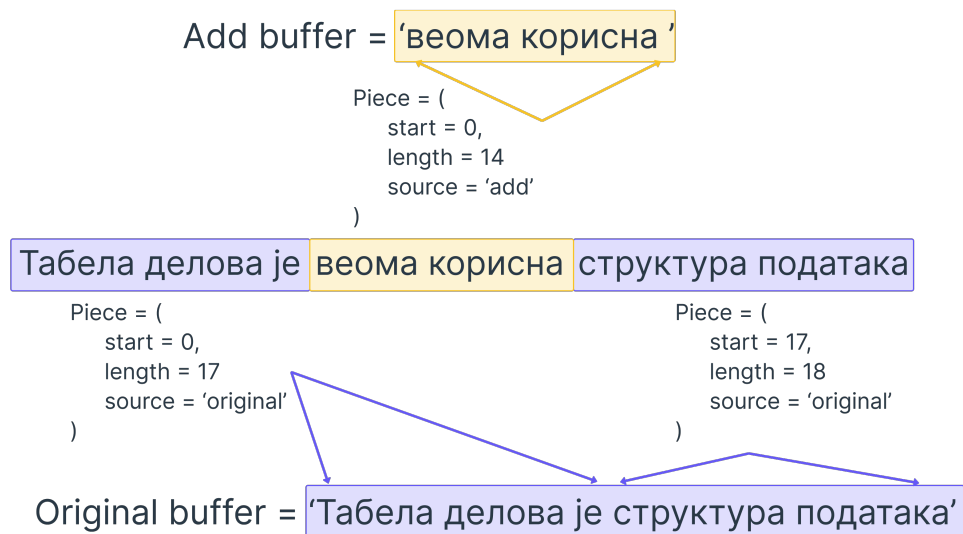 Add buffer = ‘веома корисна ’
Piece = (
start = 0,
length = 14
source = ‘add’
)
Табела делова је веома корисна структура података
Piece = (
start = 0,
length = 17
source = ‘original’
)
Piece = (
start = 17,
length = 18
source = ‘original’
)
Original buffer = ‘Табела делова је структура података’